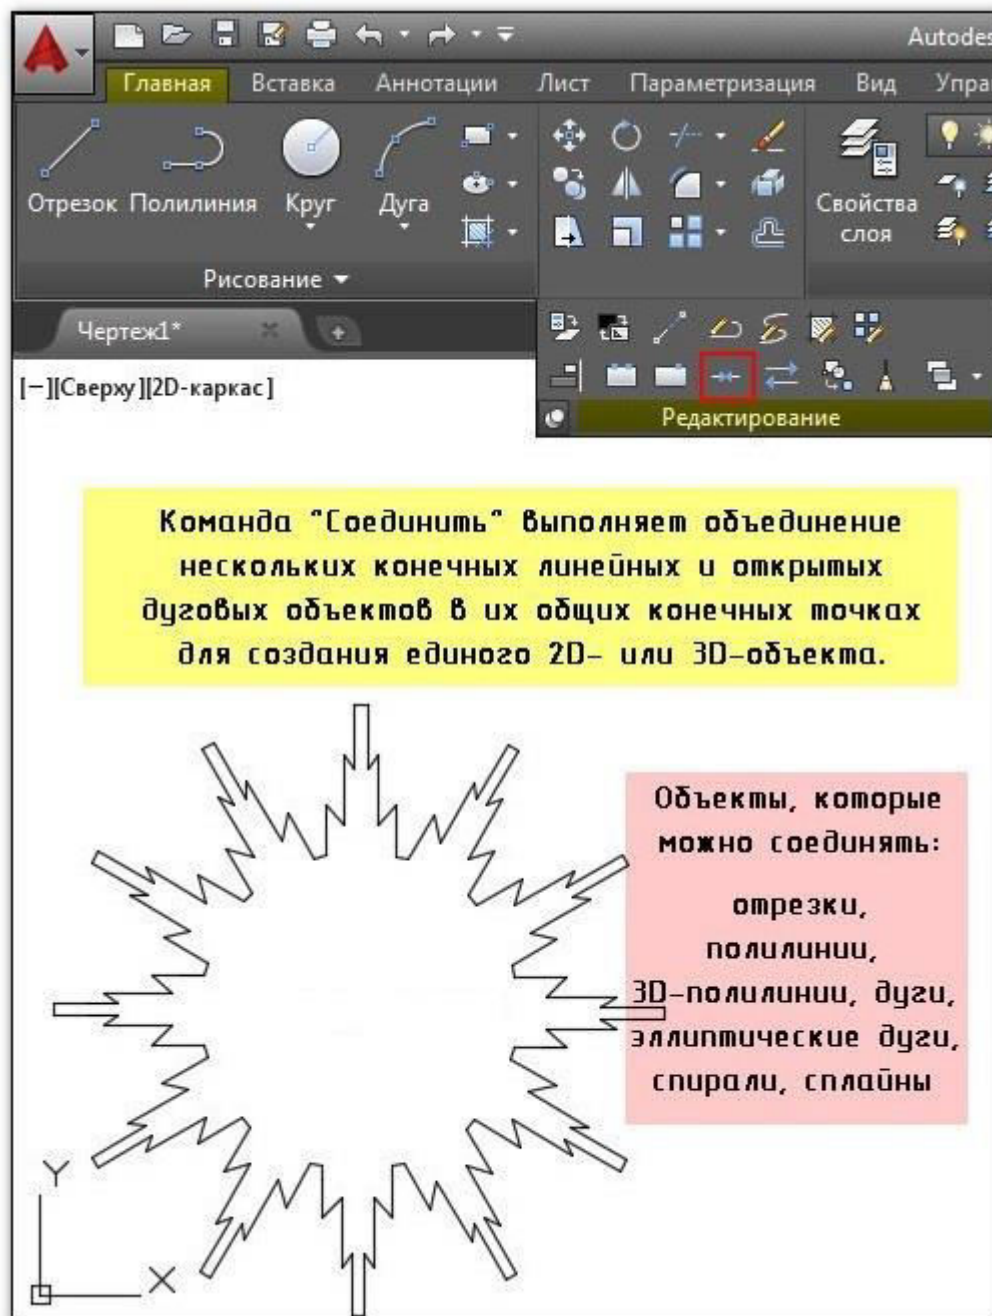 Autodes
Главная Вставка Аннотации Лист Параметризация Вид Упра
Отрезок Полилиния Круг Дуга
Свойства
слоя
Рисование
Чертеж1*
[−][Сверху][2D-каркас]
Редактирование
Команда "Соединить" выполняет объединение
нескольких конечных линейных и открытых
дуговых объектов в их общих конечных точках
для создания единого 2D- или 3D-объекта.
Объекты, которые
можно соединять:
отрезки,
полилинии,
3D-полилинии, дуги,
эллиптические дуги,
спирали, сплайны
Y
X